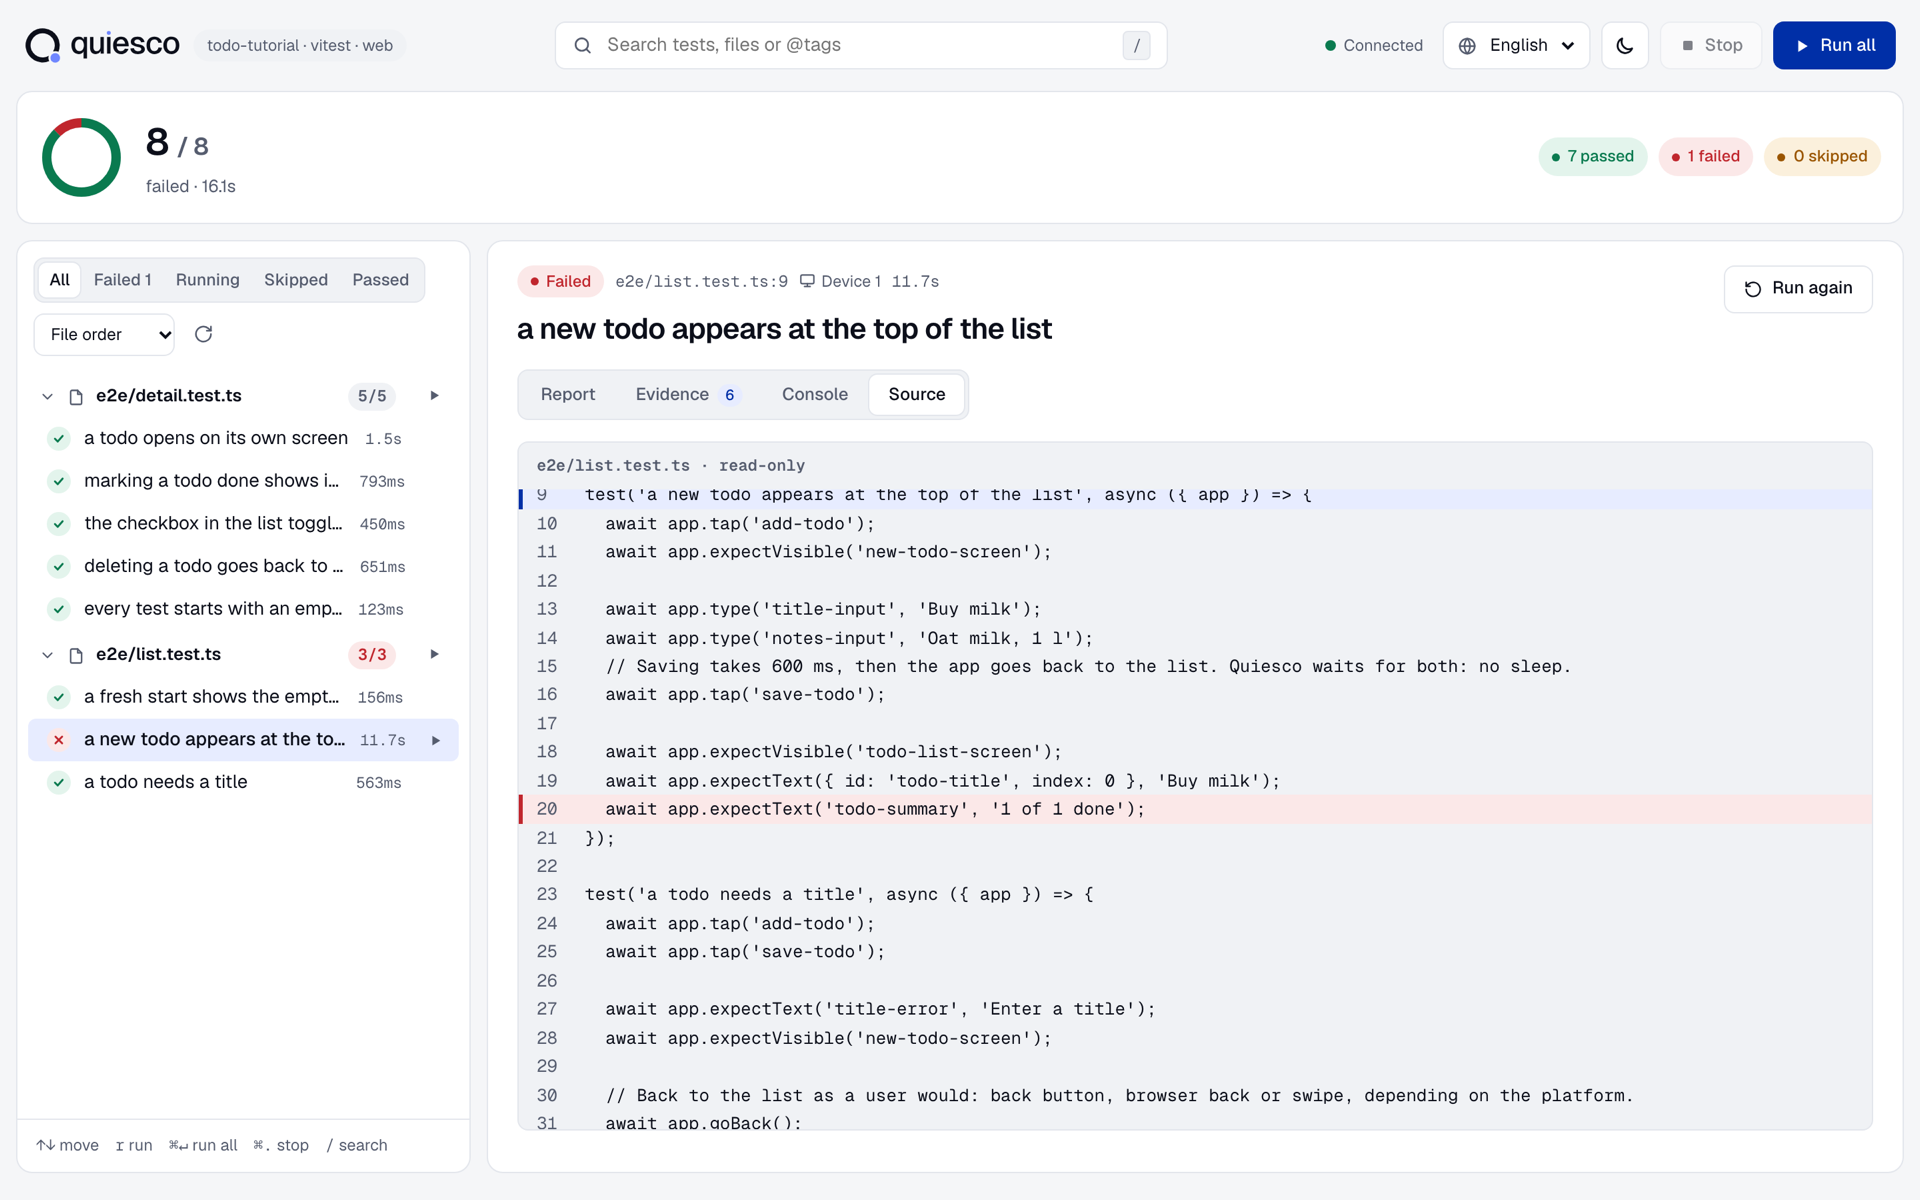 quiesco
todo-tutorial · vitest · web
Search tests, files or @tags
/
Connected
English
Stop
Run all
8 / 8
failed · 16.1s
7 passed
1 failed
0 skipped
All
Failed 1
Running
Skipped
Passed
File order
e2e/detail.test.ts 5/5
a todo opens on its own screen 1.5s
marking a todo done shows i... 793ms
the checkbox in the list toggl... 450ms
deleting a todo goes back to ... 651ms
every test starts with an emp... 123ms
e2e/list.test.ts 3/3
a fresh start shows the empt... 156ms
a new todo appears at the to... 11.7s
a todo needs a title 563ms
↑↓ move r run ⌘↵ run all ⌘. stop / search
Failed e2e/list.test.ts:9 Device 1 11.7s
Run again
a new todo appears at the top of the list
Report
Evidence 6
Console
Source
e2e/list.test.ts · read-only
9 test('a new todo appears at the top of the list', async ({ app }) => {
10 await app.tap('add-todo');
11 await app.expectVisible('new-todo-screen');
12
13 await app.type('title-input', 'Buy milk');
14 await app.type('notes-input', 'Oat milk, 1 l');
15 // Saving takes 600 ms, then the app goes back to the list. Quiesco waits for both: no sleep.
16 await app.tap('save-todo');
17
18 await app.expectVisible('todo-list-screen');
19 await app.expectText({ id: 'todo-title', index: 0 }, 'Buy milk');
20 await app.expectText('todo-summary', '1 of 1 done');
21 });
22
23 test('a todo needs a title', async ({ app }) => {
24 await app.tap('add-todo');
25 await app.tap('save-todo');
26
27 await app.expectText('title-error', 'Enter a title');
28 await app.expectVisible('new-todo-screen');
29
30 // Back to the list as a user would: back button, browser back or swipe, depending on the platform.
31 await app.goBack();